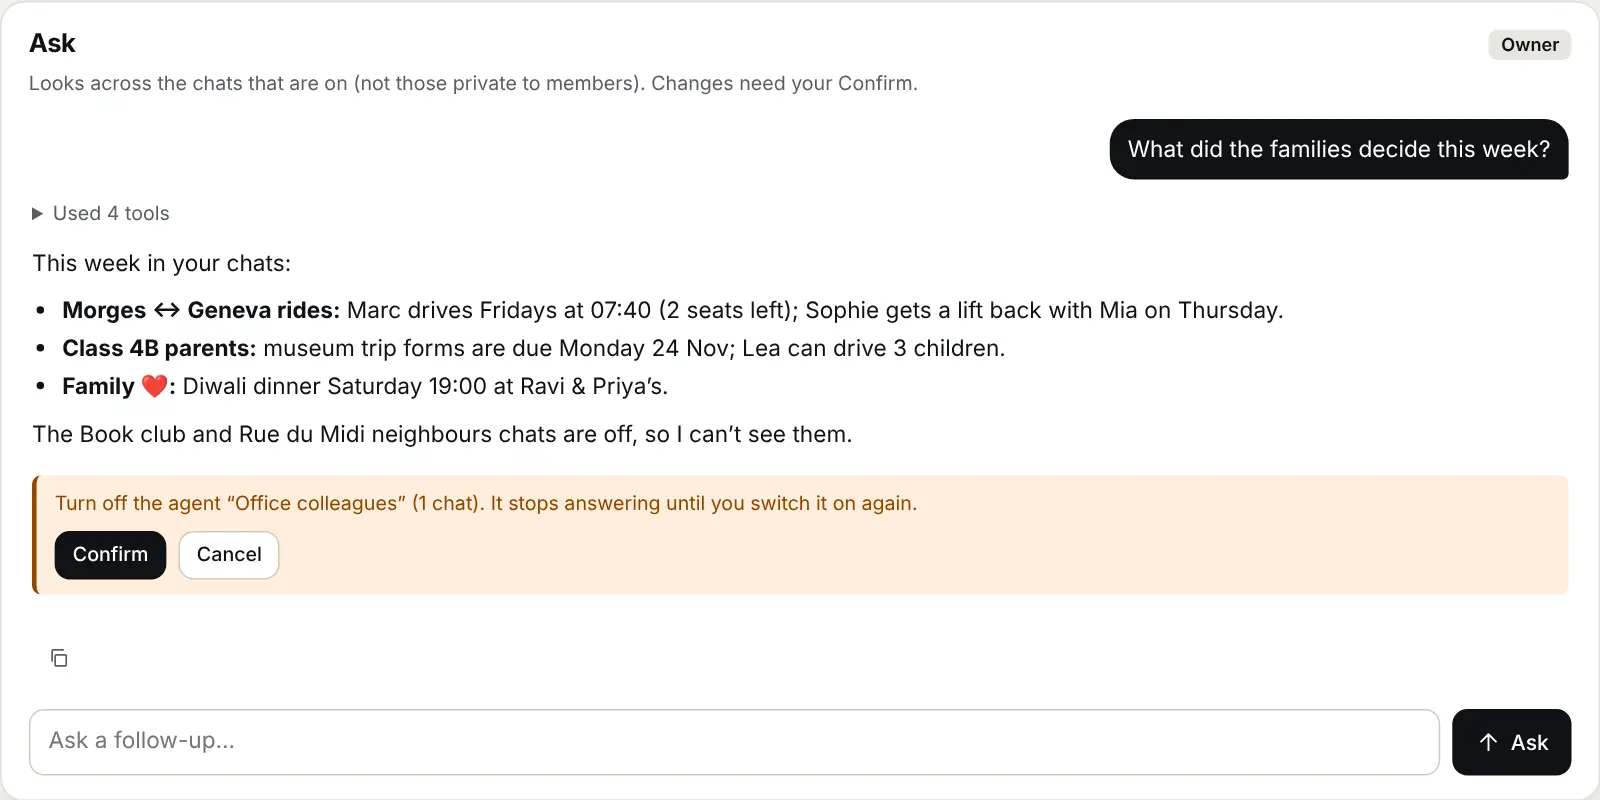 Ask
Owner
Looks across the chats that are on (not those private to members). Changes need your Confirm.
What did the families decide this week?
▶ Used 4 tools
This week in your chats:
• Morges ↔ Geneva rides: Marc drives Fridays at 07:40 (2 seats left); Sophie gets a lift back with Mia on Thursday.
• Class 4B parents: museum trip forms are due Monday 24 Nov; Lea can drive 3 children.
• Family ❤️: Diwali dinner Saturday 19:00 at Ravi & Priya’s.
The Book club and Rue du Midi neighbours chats are off, so I can’t see them.
Turn off the agent “Office colleagues” (1 chat). It stops answering until you switch it on again.
Confirm
Cancel
Ask a follow-up...
↑ Ask